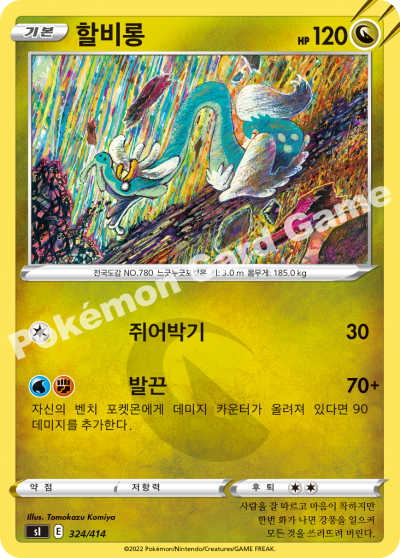 기본 할비롱 HP 120
전국도감 NO.780 느긋누긋포켓몬 키: 3.0 m 몸무게: 185.0 kg
Pokémon Card Game
쥐어박기 30
발끈 70+
자신의 벤치 포켓몬에게 데미지 카운터가 올려져 있다면 90
데미지를 추가한다.
약점 저항력 후퇴
Illus. Tomokazu Komiya
sI E 324/414
사람을 잘 따르고 마음이 착하지만
한번 화가 나면 강풍을 일으켜
모든 것을 쓰러뜨려 버린다.
©2022 Pokémon/Nintendo/Creatures/GAME FREAK.